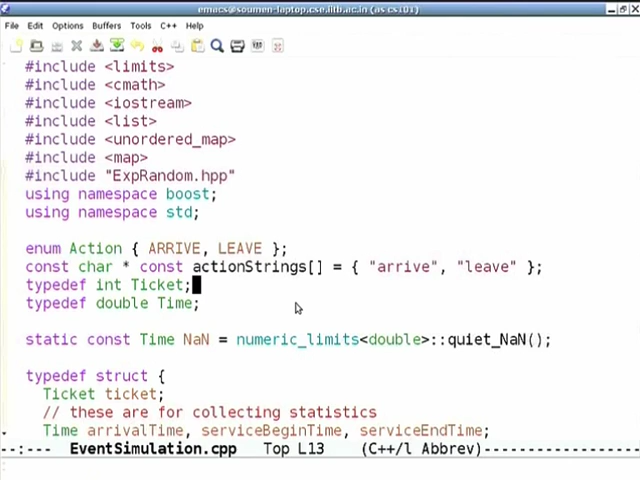 emacs@soumen-laptop.cse.iitb.ac.in (as cs101)
File Edit Options Buffers Tools C++ Help
#include <limits>
#include <cmath>
#include <iostream>
#include <list>
#include <unordered_map>
#include <map>
#include "ExpRandom.hpp"
using namespace boost;
using namespace std;
enum Action { ARRIVE, LEAVE };
const char * const actionStrings[] = { "arrive", "leave" };
typedef int Ticket;
typedef double Time;
static const Time NaN = numeric_limits<double>::quiet_NaN();
typedef struct {
Ticket ticket;
// these are for collecting statistics
Time arrivalTime, serviceBeginTime, serviceEndTime;
--:--- EventSimulation.cpp Top L13 (C++/l Abbrev)----------------